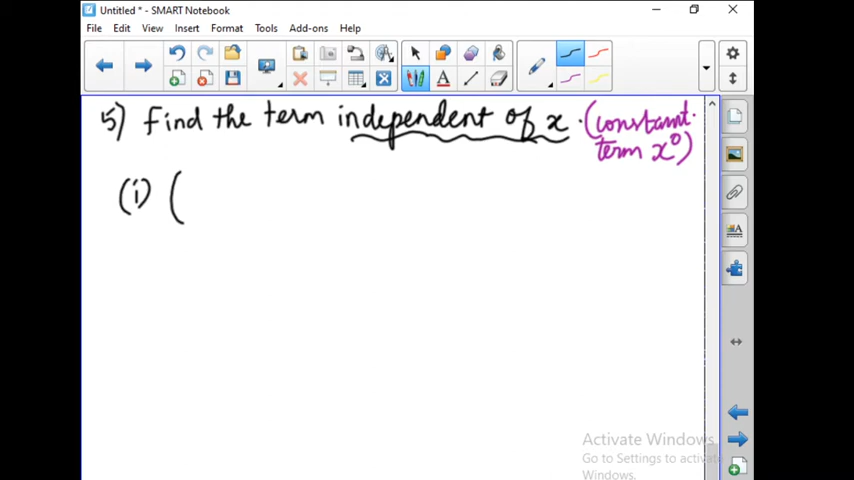 Untitled * - SMART Notebook
File Edit View Insert Format Tools Add-ons Help
5) Find the term independent of x . (constant.
term x⁰)
(i) (
Activate Windows
Go to Settings to activate
Windows.